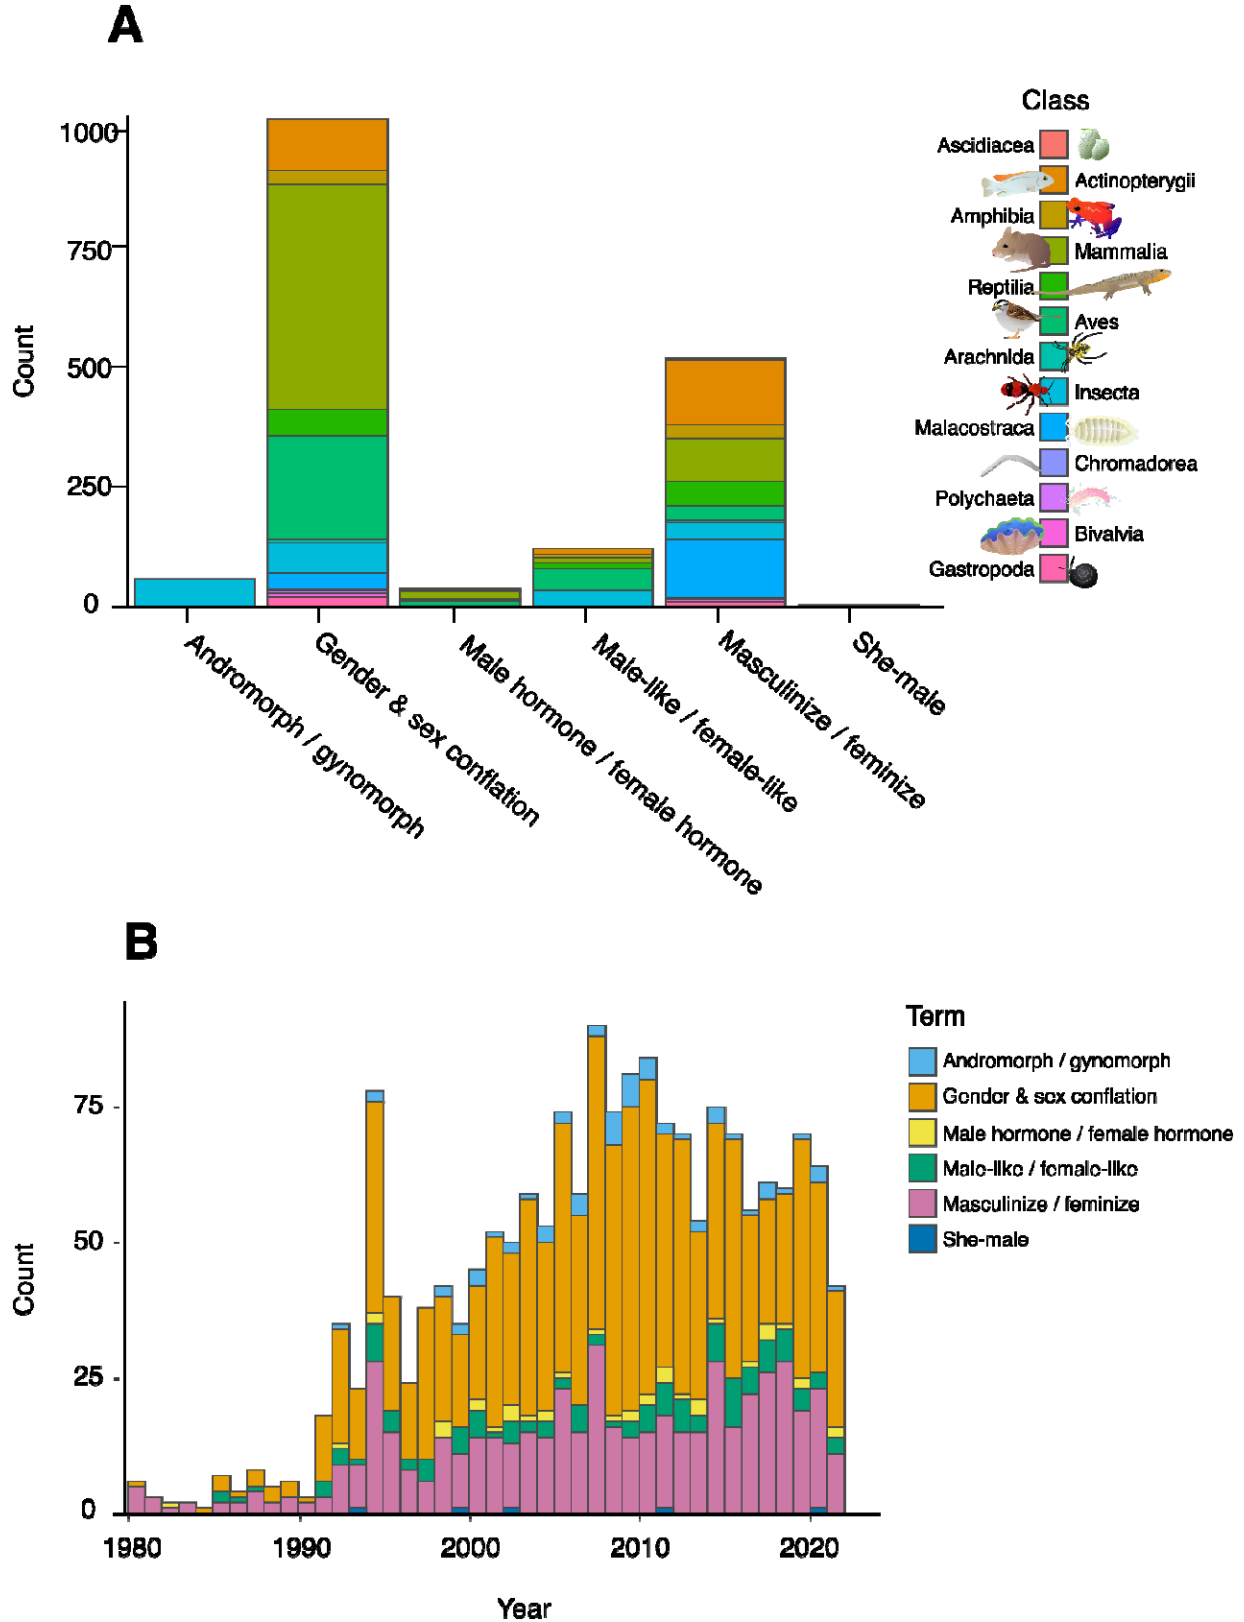 A
Class
Ascidiacea
Actinopterygii
Amphibia
Mammalia
Reptilia
Aves
Arachnida
Insecta
Malacostraca
Chromadorea
Polychaeta
Bivalvia
Gastropoda
Count
1000
750
500
250
0
Andromorph / gynomorph
Gender & sex conflation
Male hormone / female hormone
Male-like / female-like
Masculinize / feminize
She-male
B
Term
Andromorph / gynomorph
Gender & sex conflation
Male hormone / female hormone
Male-like / female-like
Masculinize / feminize
She-male
Count
75
50
25
0
1980
1990
2000
2010
2020
Year